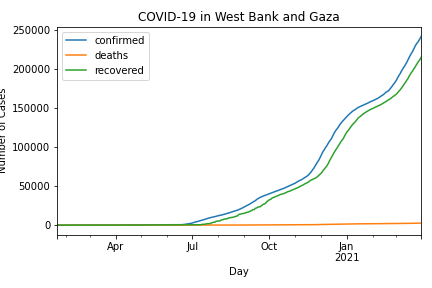 COVID-19 in West Bank and Gaza
250000
200000
150000
100000
50000
0
Number of Cases
confirmed
deaths
recovered
Apr
Jul
Oct
Jan
2021
Day